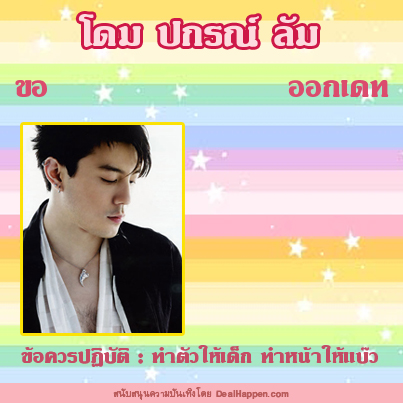 โดม ปกรณ์ ลัม
ขอ ออกเดท
ข้อควรปฏิบัติ : ทำตัวให้เด็ก ทำหน้าให้แบ๊ว
สนับสนุนความบันเทิงโดย DealHappen.com